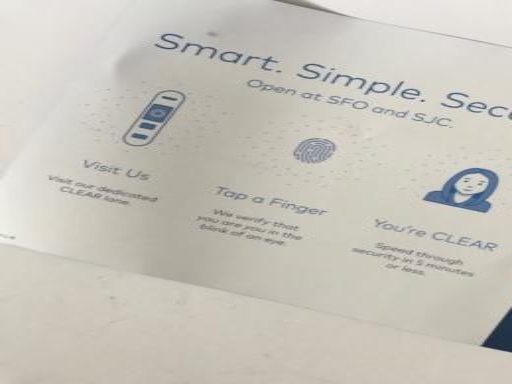 Smart. Simple.
Open at SFO and SJC.
Visit Us
Visit our dedicated
CLEAR lane.
Tap a Finger
We verify that
you are you in the
blink of an eye.
You're CLEAR
Speed through
security in 5 minutes
or less.